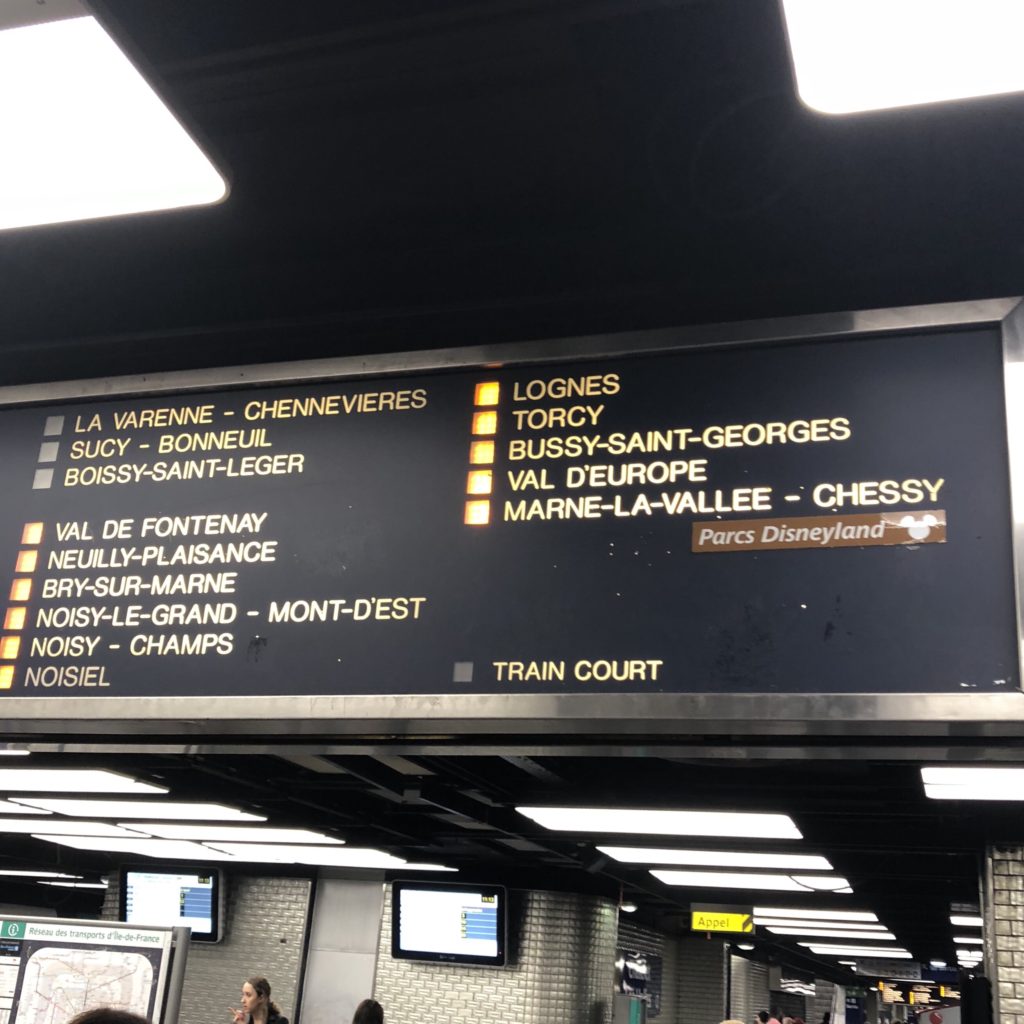 LA VARENNE - CHENNEVIERES
SUCY - BONNEUIL
BOISSY-SAINT-LEGER
VAL DE FONTENAY
NEUILLY-PLAISANCE
BRY-SUR-MARNE
NOISY-LE-GRAND - MONT-D'EST
NOISY - CHAMPS
NOISIEL
LOGNES
TORCY
BUSSY-SAINT-GEORGES
VAL D'EUROPE
MARNE-LA-VALLEE - CHESSY
Parcs Disneyland
TRAIN COURT
Appel
Réseau des transports d'Île-de-France